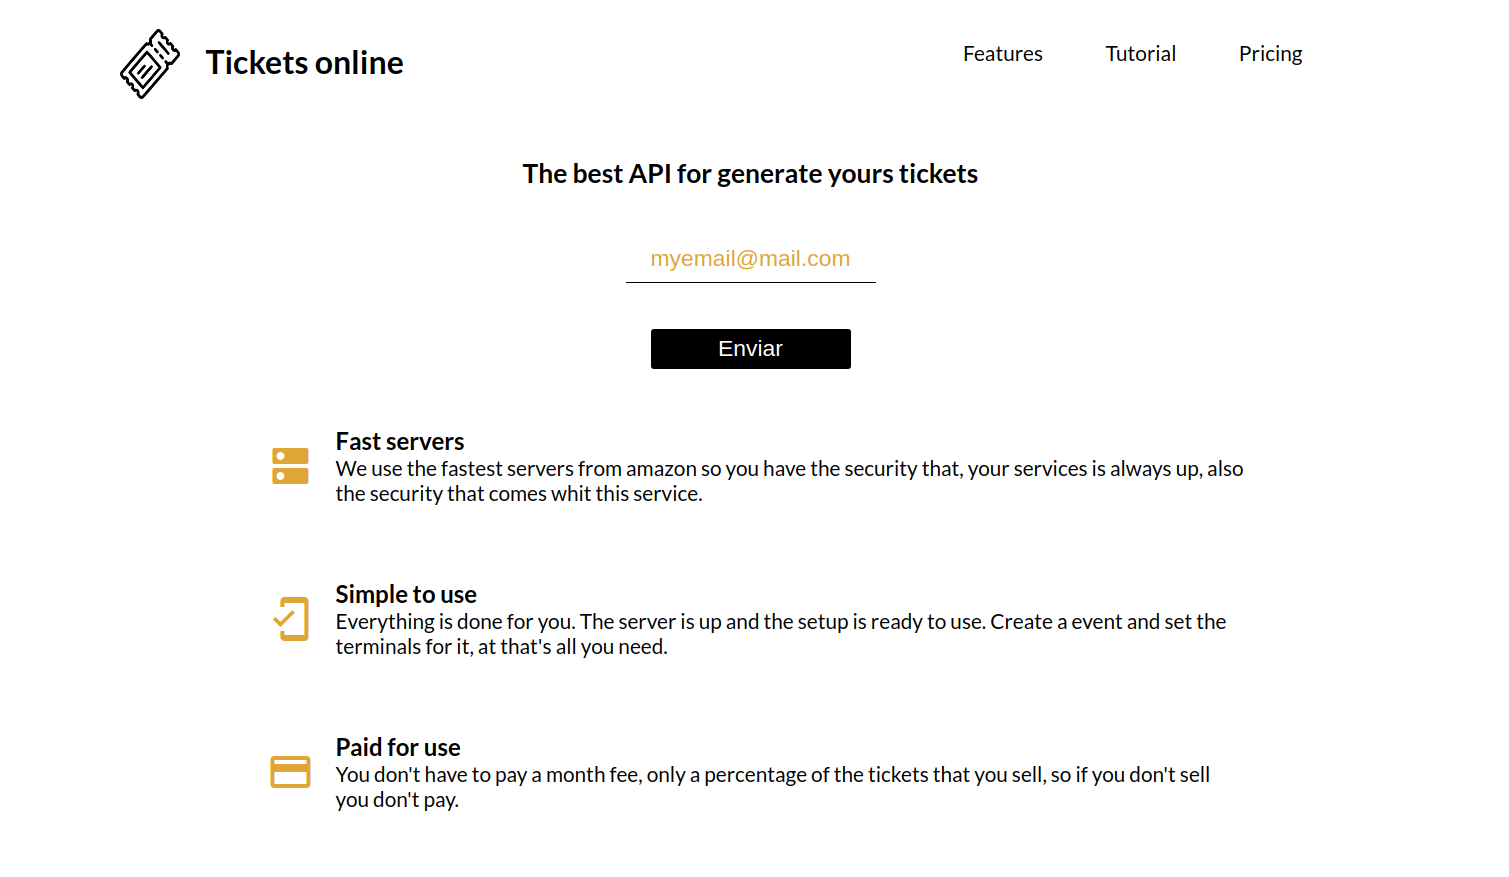 Tickets online
Features
Tutorial
Pricing
The best API for generate yours tickets
myemail@mail.com
Enviar
Fast servers
We use the fastest servers from amazon so you have the security that, your services is always up, also
the security that comes whit this service.
Simple to use
Everything is done for you. The server is up and the setup is ready to use. Create a event and set the
terminals for it, at that's all you need.
Paid for use
You don't have to pay a month fee, only a percentage of the tickets that you sell, so if you don't sell
you don't pay.